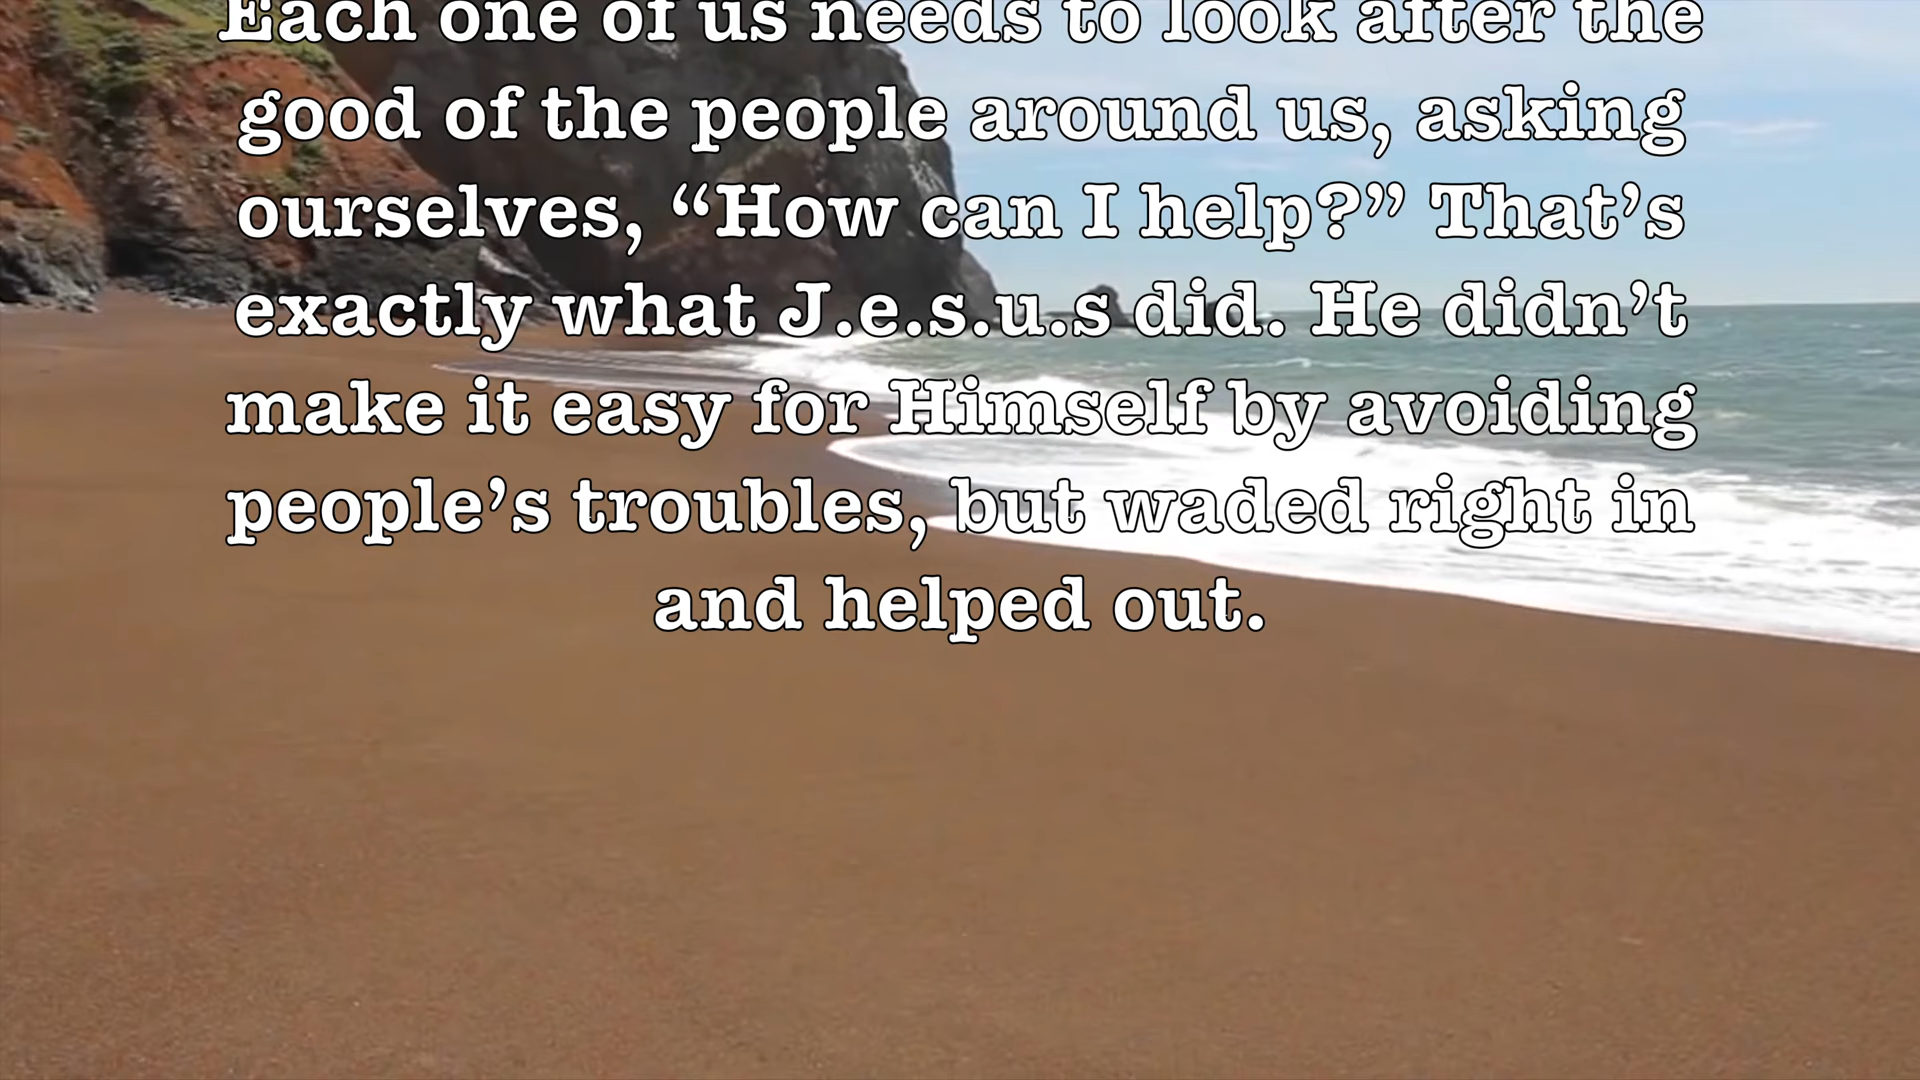 Each one of us needs to look after the
good of the people around us, asking
ourselves, “How can I help?” That’s
exactly what J.e.s.u.s did. He didn’t
make it easy for Himself by avoiding
people’s troubles, but waded right in
and helped out.